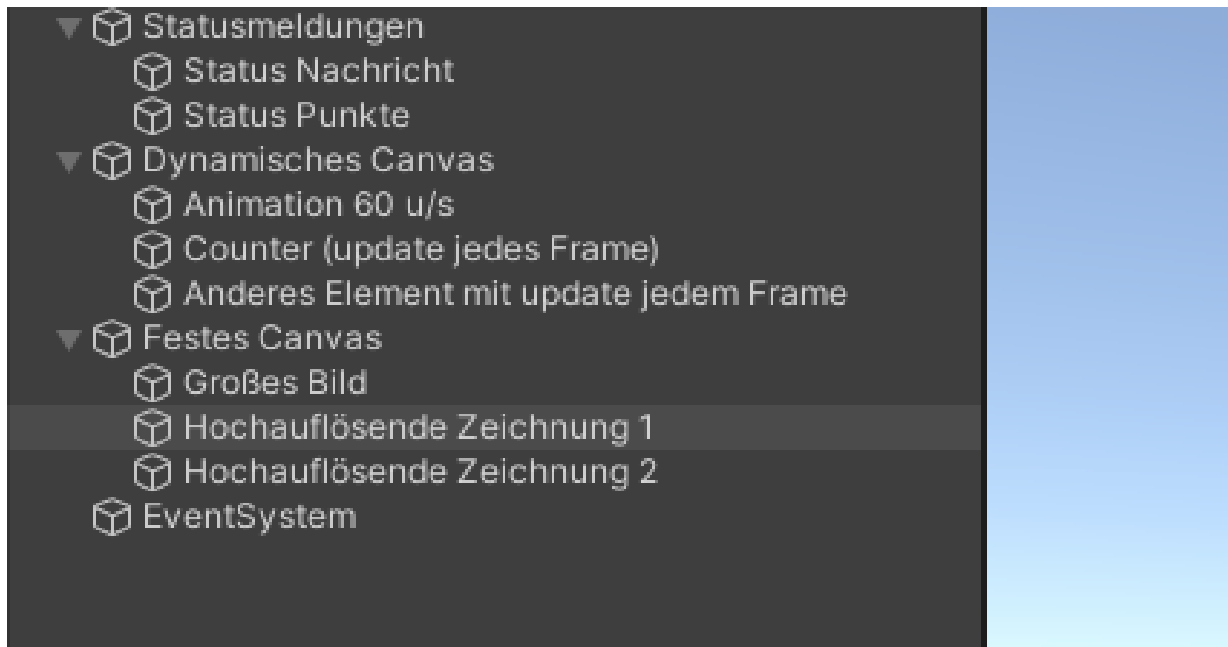 Statusmeldungen
Status Nachricht
Status Punkte
Dynamisches Canvas
Animation 60 u/s
Counter (update jedes Frame)
Anderes Element mit update jedem Frame
Festes Canvas
Großes Bild
Hochauflösende Zeichnung 1
Hochauflösende Zeichnung 2
EventSystem